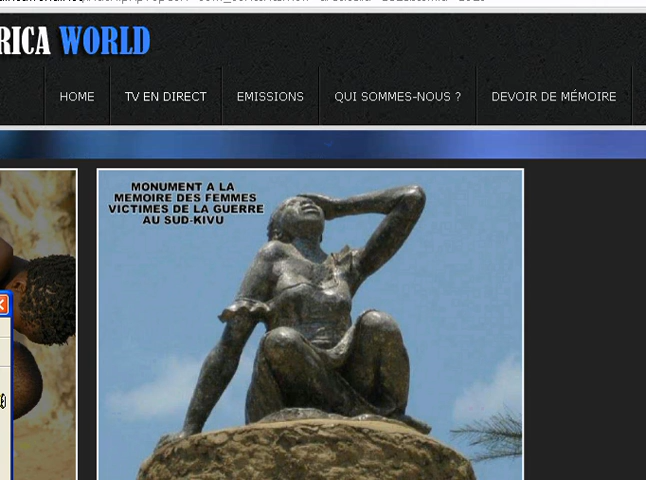 RICA WORLD
HOME
TV EN DIRECT
EMISSIONS
QUI SOMMES-NOUS ?
DEVOIR DE MÉMOIRE
MONUMENT A LA
MEMOIRE DES FEMMES
VICTIMES DE LA GUERRE
AU SUD-KIVU